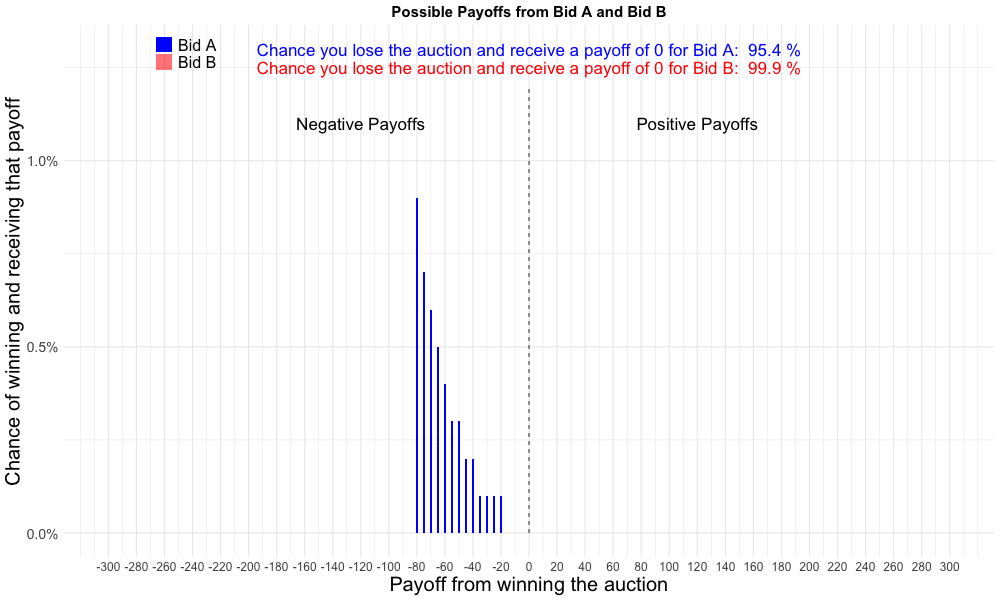 Possible Payoffs from Bid A and Bid B
Bid A
Bid B
Chance you lose the auction and receive a payoff of 0 for Bid A: 95.4 %
Chance you lose the auction and receive a payoff of 0 for Bid B: 99.9 %
Negative Payoffs
Positive Payoffs
Chance of winning and receiving that payoff
1.0%
0.5%
0.0%
-300 -280 -260 -240 -220 -200 -180 -160 -140 -120 -100 -80 -60 -40 -20 0 20 40 60 80 100 120 140 160 180 200 220 240 260 280 300
Payoff from winning the auction